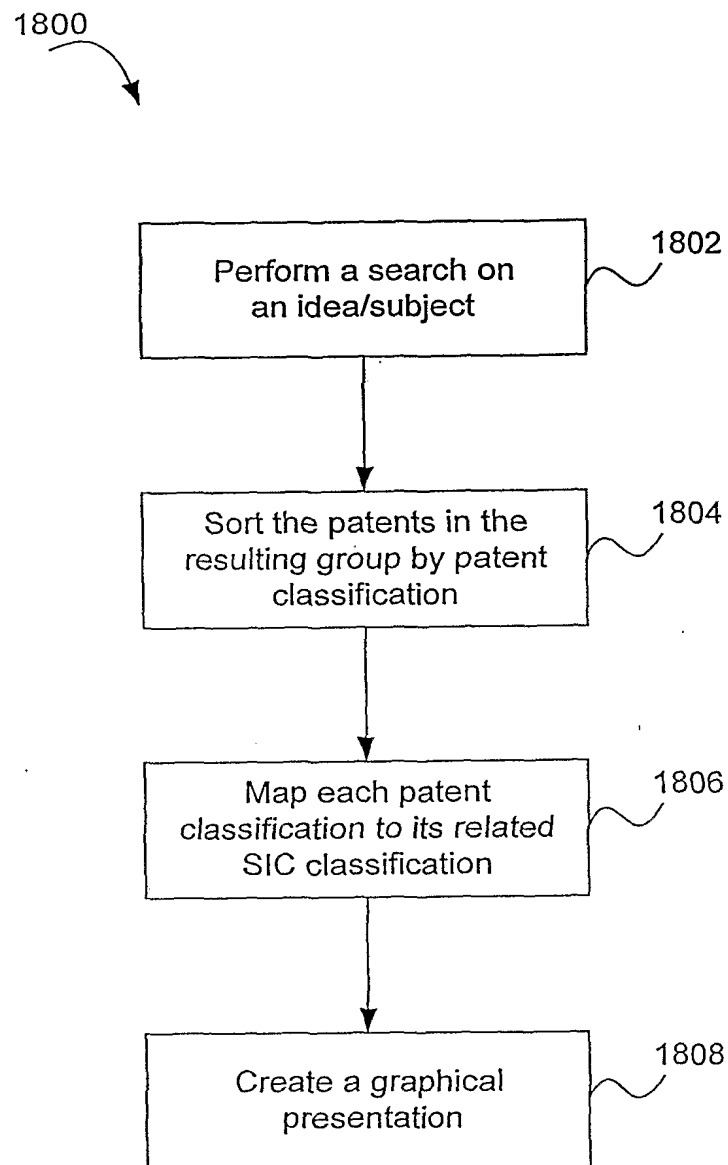 1800
1802
Perform a search on
an idea/subject
1804
Sort the patents in the
resulting group by patent
classification
1806
Map each patent
classification to its related
SIC classification
1808
Create a graphical
presentation